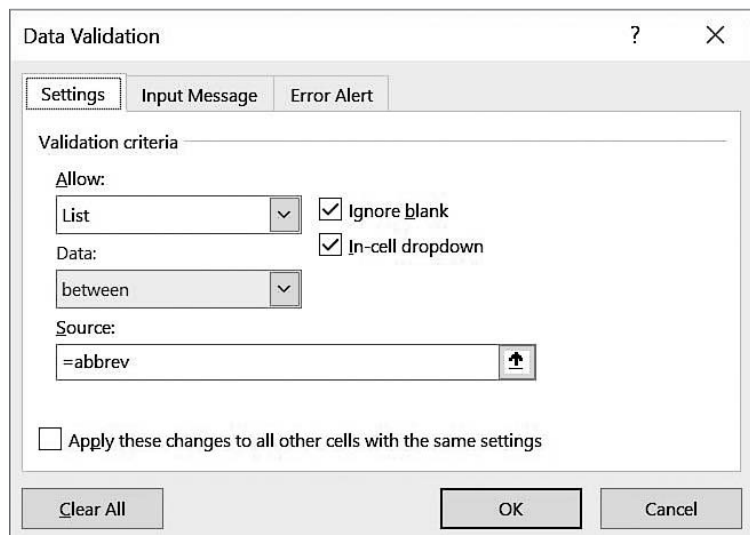 Data Validation ?
Settings Input Message Error Alert
Validation criteria
Allow:
List
Ignore blank
In-cell dropdown
Data:
between
Source:
=abbrev
Apply these changes to all other cells with the same settings
Clear All OK Cancel